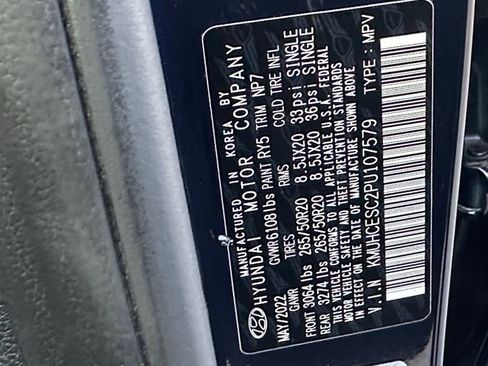 MANUFACTURED IN KOREA BY
HYUNDAI MOTOR COMPANY
GVWR 6108 lbs PAINT RY5 TRIM NP7
MAY/2022 GAWR TIRES RIMS COLD TIRE INFL.
FRONT 3064 lbs 265/50R20 8.5JX20 33psi SINGLE
REAR 3274 lbs 265/50R20 8.5JX20 36psi SINGLE
THIS VEHICLE CONFORMS TO ALL APPLICABLE U.S.A. FEDERAL
MOTOR VEHICLE SAFETY AND THEFT PREVENTION STANDARDS
IN EFFECT ON THE DATE OF MANUFACTURE SHOWN ABOVE.
V.I.N : KMUHCESC2PU107579 TYPE : MPV